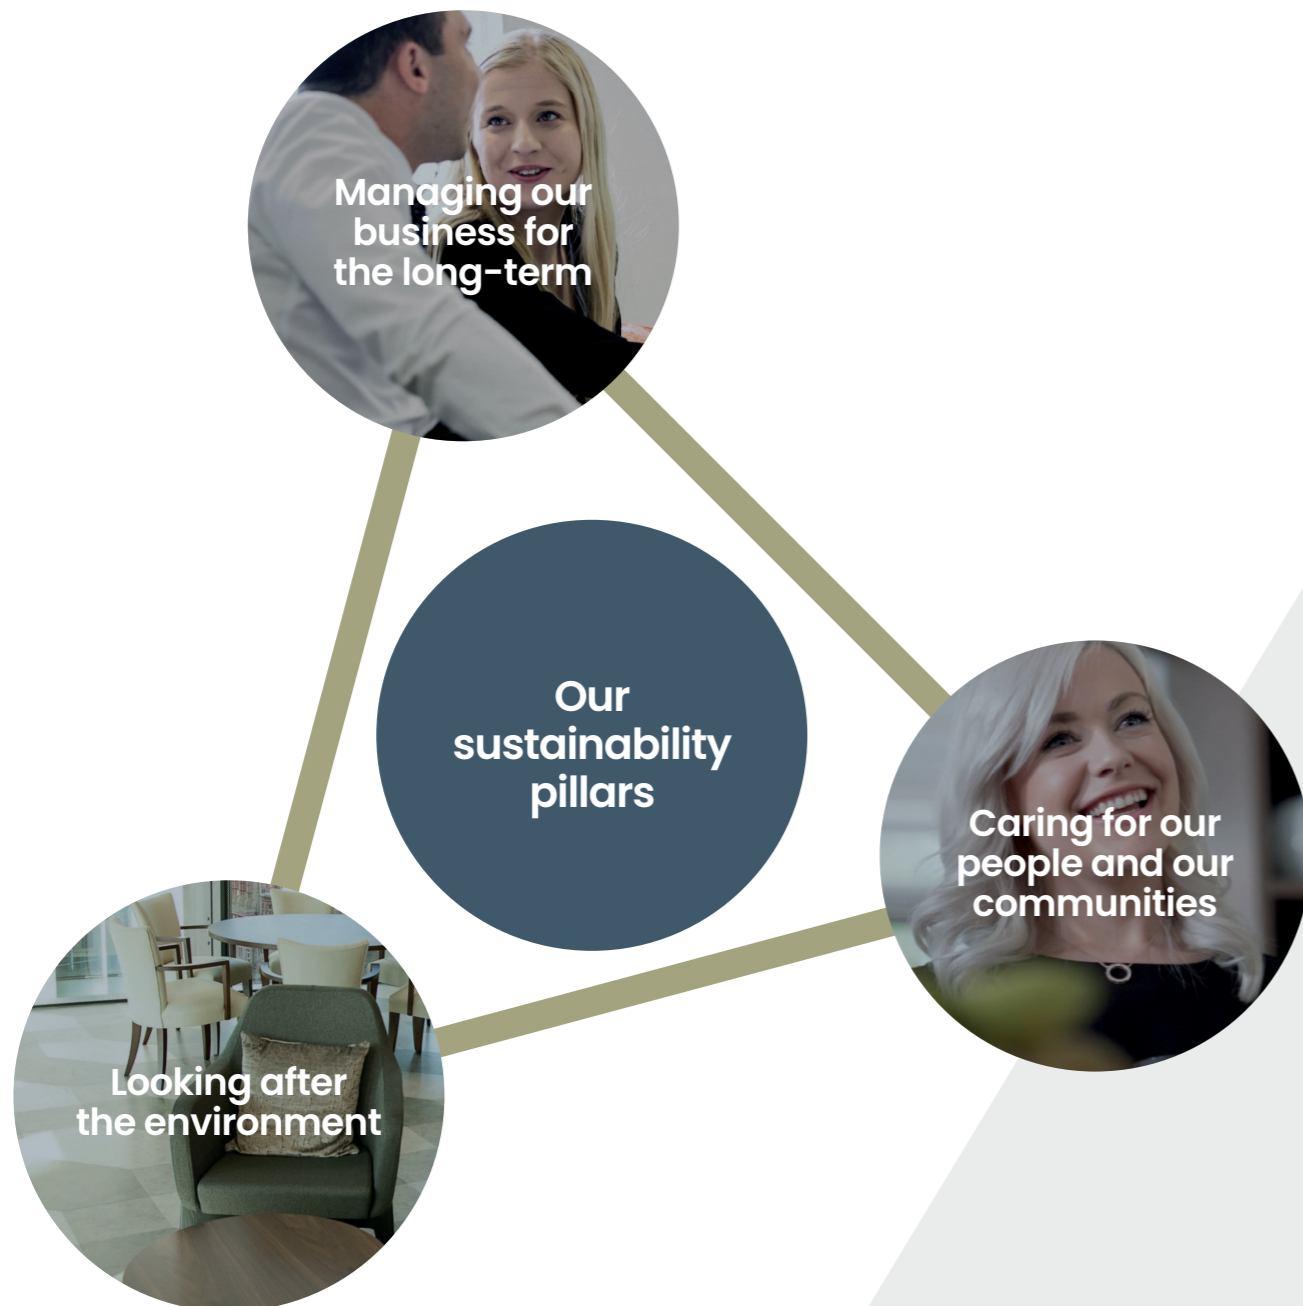 Managing our
business for
the long-term
Our
sustainability
pillars
Caring for our
people and our
communities
Looking after
the environment